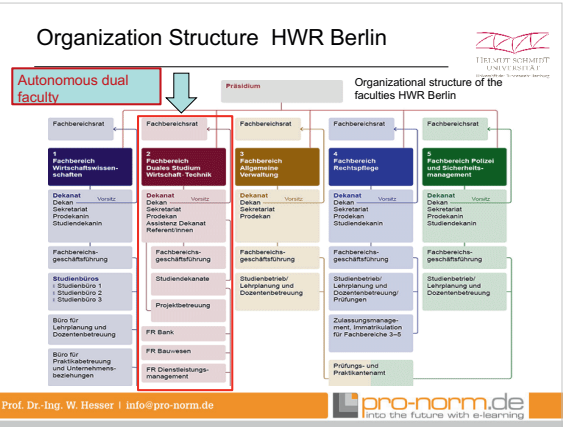 Organization Structure HWR Berlin
HELMUT SCHMIDT
UNIVERSITÄT
Autonomous dual
faculty
Präsidium
Organizational structure of the
faculties HWR Berlin
Fachbereichsrat
Fachbereichsrat
Fachbereichsrat
Fachbereichsrat
Fachbereichsrat
1
Fachbereich
Wirtschaftswissen-
schaften
2
Fachbereich
Duales Studium
Wirtschaft·Technik
3
Fachbereich
Allgemeine
Verwaltung
4
Fachbereich
Rechtspflege
5
Fachbereich Polizei
und Sicherheits-
management
Dekanat
Dekan Vorsitz
Sekretariat
Prodekanin
Studiendekanin
Dekanat
Dekan Vorsitz
Sekretariat
Prodekan
Assistenz Dekanat
Referent/innen
Dekanat
Dekan Vorsitz
Sekretariat
Prodekan
Dekanat
Dekan Vorsitz
Sekretariat
Prodekanin
Studiendekanin
Dekanat
Dekan Vorsitz
Sekretariat
Prodekanin
Studiendekanin
Fachbereichs-
geschäftsführung
Fachbereichs-
geschäftsführung
Fachbereichs-
geschäftsführung
Fachbereichs-
geschäftsführung
Fachbereichs-
geschäftsführung
Studienbüros
Studienbüro 1
Studienbüro 2
Studienbüro 3
Studiendekanate
Studienbetrieb/
Lehrplanung und
Dozentenbetreuung
Studienbetrieb/
Lehrplanung und
Dozentenbetreuung/
Prüfungen
Studienbetrieb/
Lehrplanung und
Dozentenbetreuung
Projektbetreuung
Büro für
Lehrplanung und
Dozentenbetreuung
FR Bank
Zulassungsmanage-
ment, Immatrikulation
für Fachbereiche 3–5
Büro für
Praktikabetreuung
und Unternehmens-
beziehungen
FR Bauwesen
FR Dienstleistungs-
management
Prüfungs- und
Praktikantenamt
Prof. Dr.-Ing. W. Hesser | info@pro-norm.de
pro-norm.de
into the future with e-learning